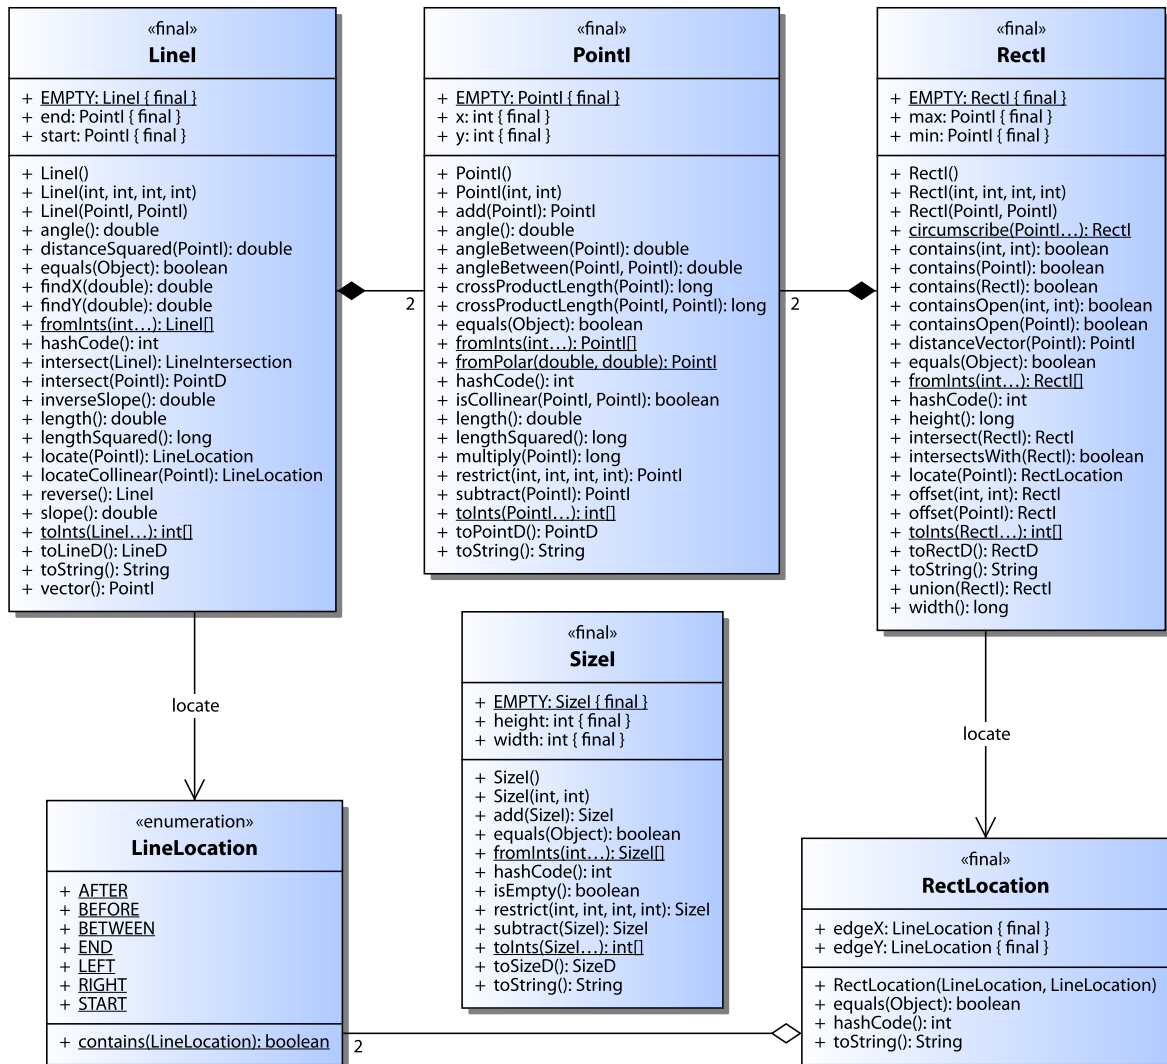 «final»
LineI
+ EMPTY: LineI { final }
+ end: PointI { final }
+ start: PointI { final }
+ LineI()
+ LineI(int, int, int, int)
+ LineI(PointI, PointI)
+ angle(): double
+ distanceSquared(PointI): double
+ equals(Object): boolean
+ findX(double): double
+ findY(double): double
+ fromInts(int…): LineI[]
+ hashCode(): int
+ intersect(LineI): LineIntersection
+ intersect(PointI): PointD
+ inverseSlope(): double
+ length(): double
+ lengthSquared(): long
+ locate(PointI): LineLocation
+ locateCollinear(PointI): LineLocation
+ reverse(): LineI
+ slope(): double
+ toInts(LineI…): int[]
+ toLineD(): LineD
+ toString(): String
+ vector(): PointI
2
«final»
PointI
+ EMPTY: PointI { final }
+ x: int { final }
+ y: int { final }
+ PointI()
+ PointI(int, int)
+ add(PointI): PointI
+ angle(): double
+ angleBetween(PointI): double
+ angleBetween(PointI, PointI): double
+ crossProductLength(PointI): long
+ crossProductLength(PointI, PointI): long
+ equals(Object): boolean
+ fromInts(int…): PointI[]
+ fromPolar(double, double): PointI
+ hashCode(): int
+ isCollinear(PointI, PointI): boolean
+ length(): double
+ lengthSquared(): long
+ multiply(PointI): long
+ restrict(int, int, int, int): PointI
+ subtract(PointI): PointI
+ toInts(PointI…): int[]
+ toPointD(): PointD
+ toString(): String
2
«final»
RectI
+ EMPTY: RectI { final }
+ max: PointI { final }
+ min: PointI { final }
+ RectI()
+ RectI(int, int, int, int)
+ RectI(PointI, PointI)
+ circumscribe(PointI…): RectI
+ contains(int, int): boolean
+ contains(PointI): boolean
+ contains(RectI): boolean
+ containsOpen(int, int): boolean
+ containsOpen(PointI): boolean
+ distanceVector(PointI): PointI
+ equals(Object): boolean
+ fromInts(int…): RectI[]
+ hashCode(): int
+ height(): long
+ intersect(RectI): RectI
+ intersectsWith(RectI): boolean
+ locate(PointI): RectLocation
+ offset(int, int): RectI
+ offset(PointI): RectI
+ toInts(RectI…): int[]
+ toRectD(): RectD
+ toString(): String
+ union(RectI): RectI
+ width(): long
locate
«final»
SizeI
+ EMPTY: SizeI { final }
+ height: int { final }
+ width: int { final }
+ SizeI()
+ SizeI(int, int)
+ add(SizeI): SizeI
+ equals(Object): boolean
+ fromInts(int…): SizeI[]
+ hashCode(): int
+ isEmpty(): boolean
+ restrict(int, int, int, int): SizeI
+ subtract(SizeI): SizeI
+ toInts(SizeI…): int[]
+ toSizeD(): SizeD
+ toString(): String
locate
«enumeration»
LineLocation
+ AFTER
+ BEFORE
+ BETWEEN
+ END
+ LEFT
+ RIGHT
+ START
+ contains(LineLocation): boolean
2
«final»
RectLocation
+ edgeX: LineLocation { final }
+ edgeY: LineLocation { final }
+ RectLocation(LineLocation, LineLocation)
+ equals(Object): boolean
+ hashCode(): int
+ toString(): String